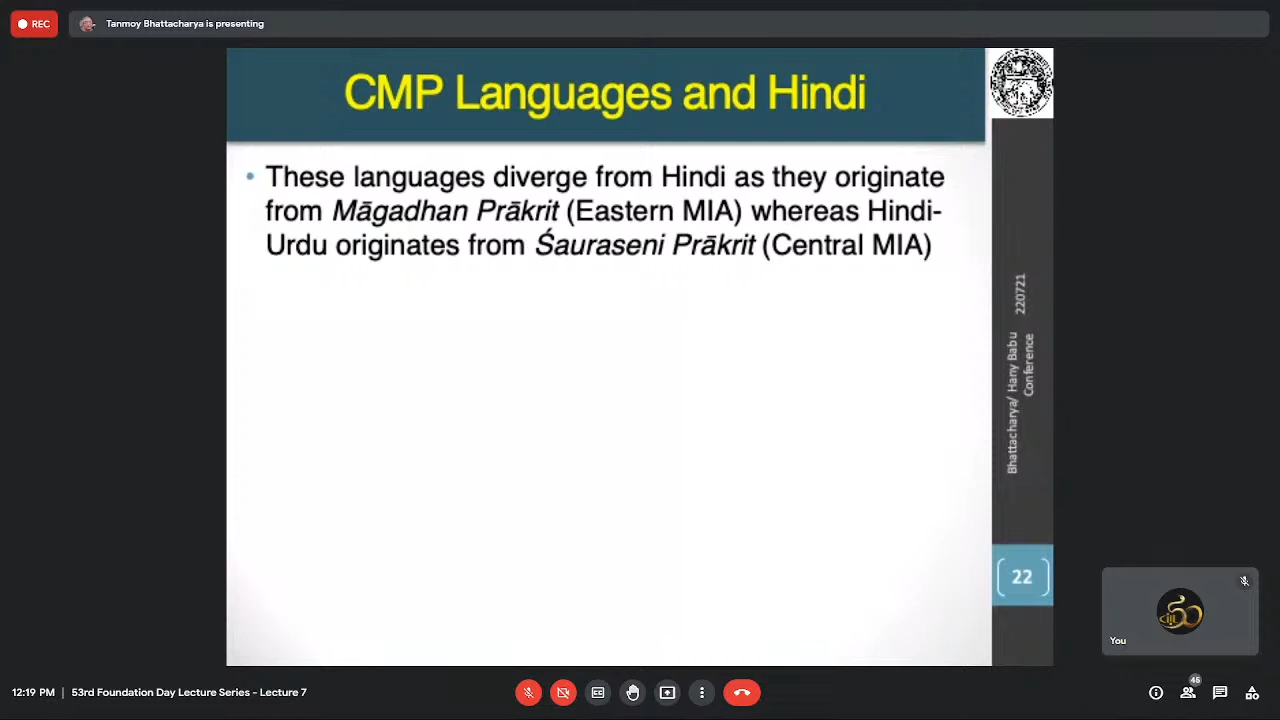 REC
Tanmoy Bhattacharya is presenting
CMP Languages and Hindi
• These languages diverge from Hindi as they originate
from Māgadhan Prākrit (Eastern MIA) whereas Hindi-
Urdu originates from Śauraseni Prākrit (Central MIA)
Bhattacharya/ Hany Babu 220721
Conference
22
You
12:19 PM | 53rd Foundation Day Lecture Series - Lecture 7
45